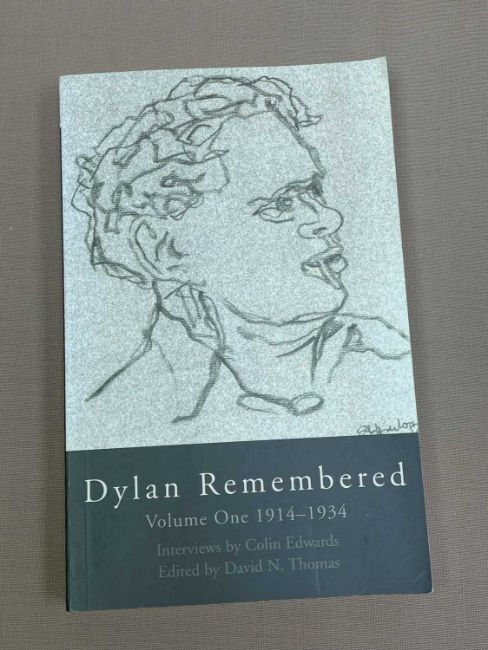 Dylan Remembered
Volume One 1914–1934
Interviews by Colin Edwards
Edited by David N. Thomas